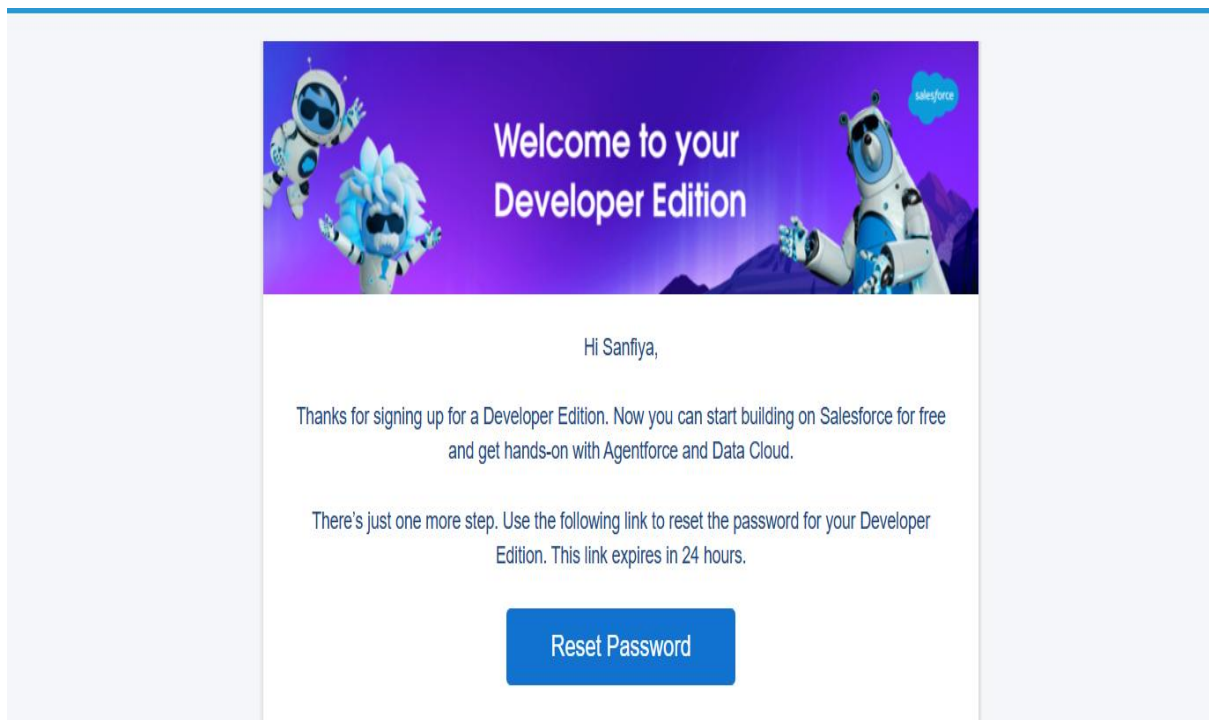 salesforce
Welcome to your
Developer Edition
Hi Sanfiya,
Thanks for signing up for a Developer Edition. Now you can start building on Salesforce for free
and get hands-on with Agentforce and Data Cloud.
There’s just one more step. Use the following link to reset the password for your Developer
Edition. This link expires in 24 hours.
Reset Password